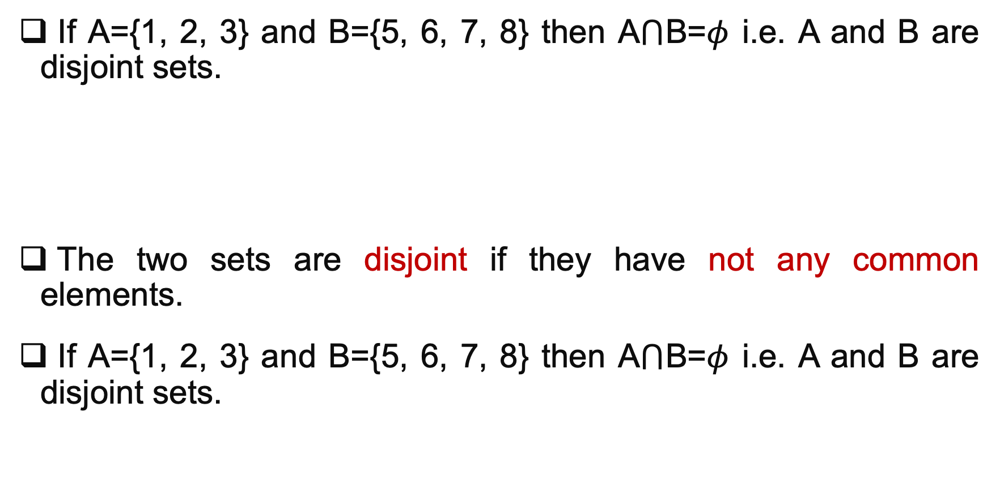 ❑ If A={1, 2, 3} and B={5, 6, 7, 8} then A∩B=ϕ i.e. A and B are
disjoint sets.
❑ The two sets are disjoint if they have not any common
elements.
❑ If A={1, 2, 3} and B={5, 6, 7, 8} then A∩B=ϕ i.e. A and B are
disjoint sets.